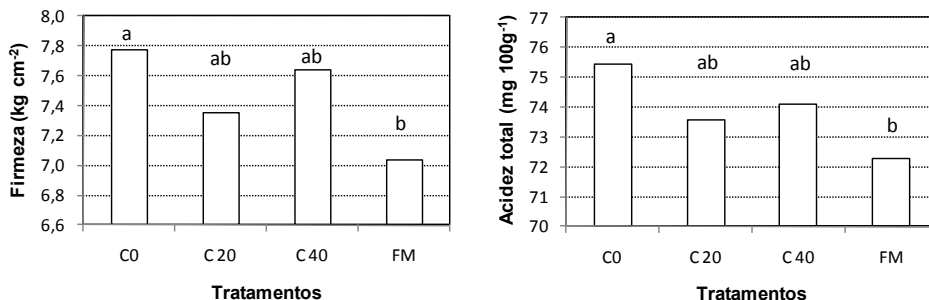 Firmeza (kg cm⁻²)
8,0
7,8
7,6
7,4
7,2
7,0
6,8
6,6
a
ab
ab
b
C0
C 20
C 40
FM
Tratamentos
Acidez total (mg 100g⁻¹)
77
76
75
74
73
72
71
70
a
ab
ab
b
C0
C 20
C 40
FM
Tratamentos